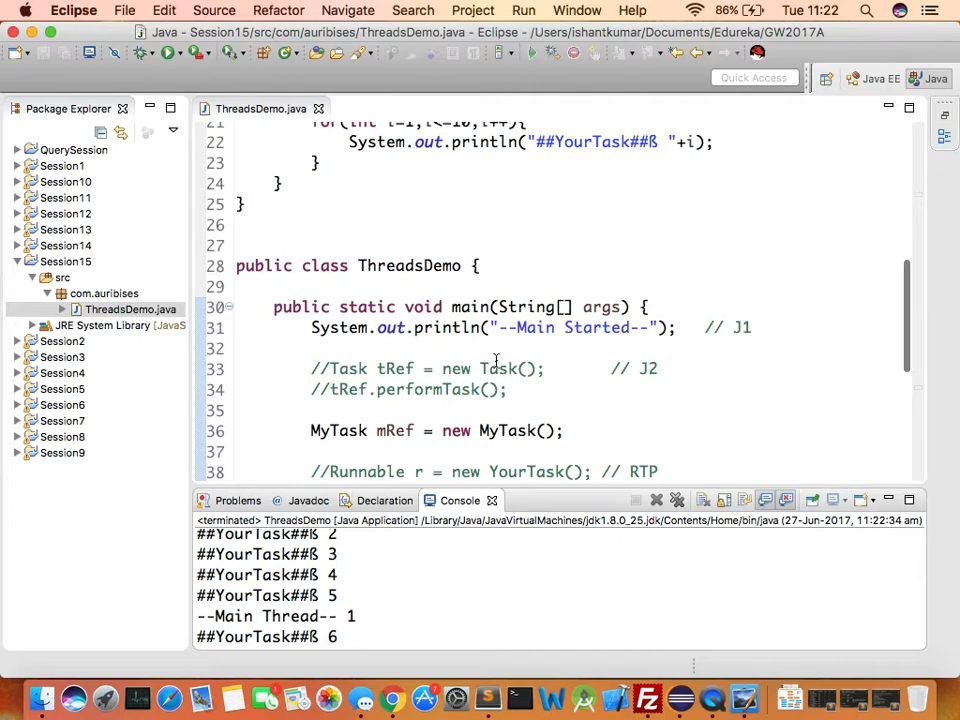 Eclipse File Edit Source Refactor Navigate Search Project Run Window Help 86% Tue 11:22
Java - Session15/src/com/auribises/ThreadsDemo.java - Eclipse - /Users/ishantkumar/Documents/Edureka/GW2017A
Quick Access Java EE Java
Package Explorer
QuerySession
Session1
Session10
Session11
Session12
Session13
Session14
Session15
src
com.auribises
ThreadsDemo.java
JRE System Library [JavaS
Session2
Session3
Session4
Session5
Session6
Session7
Session8
Session9
ThreadsDemo.java
21 for(int i=1;i<=10;i++){
22 System.out.println("##YourTask##ß "+i);
23 }
24 }
25 }
26
27
28 public class ThreadsDemo {
29
30 public static void main(String[] args) {
31 System.out.println("--Main Started--"); // J1
32
33 //Task tRef = new Task(); // J2
34 //tRef.performTask();
35
36 MyTask mRef = new MyTask();
37
38 //Runnable r = new YourTask(); // RTP
Problems @ Javadoc Declaration Console
<terminated> ThreadsDemo [Java Application] /Library/Java/JavaVirtualMachines/jdk1.8.0_25.jdk/Contents/Home/bin/java (27-Jun-2017, 11:22:34 am)
##YourTask##ß 2
##YourTask##ß 3
##YourTask##ß 4
##YourTask##ß 5
--Main Thread-- 1
##YourTask##ß 6